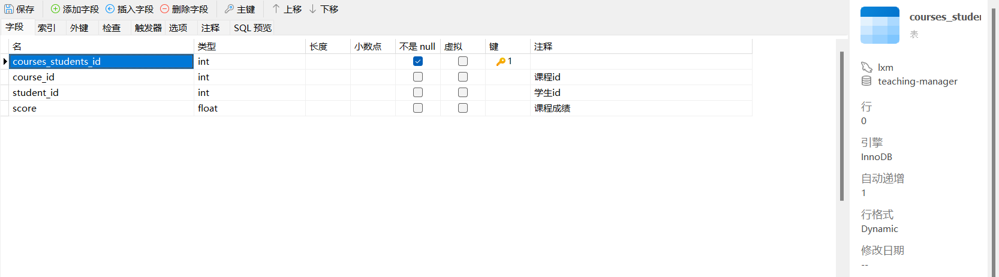 保存 添加字段 插入字段 删除字段 主键 上移 下移
字段 索引 外键 检查 触发器 选项 注释 SQL 预览
名 类型 长度 小数点 不是 null 虚拟 键 注释
courses_students_id int 1
course_id int 课程id
student_id int 学生id
score float 课程成绩
courses_studen
表
lxm
teaching-manager
行
0
引擎
InnoDB
自动递增
1
行格式
Dynamic
修改日期
--